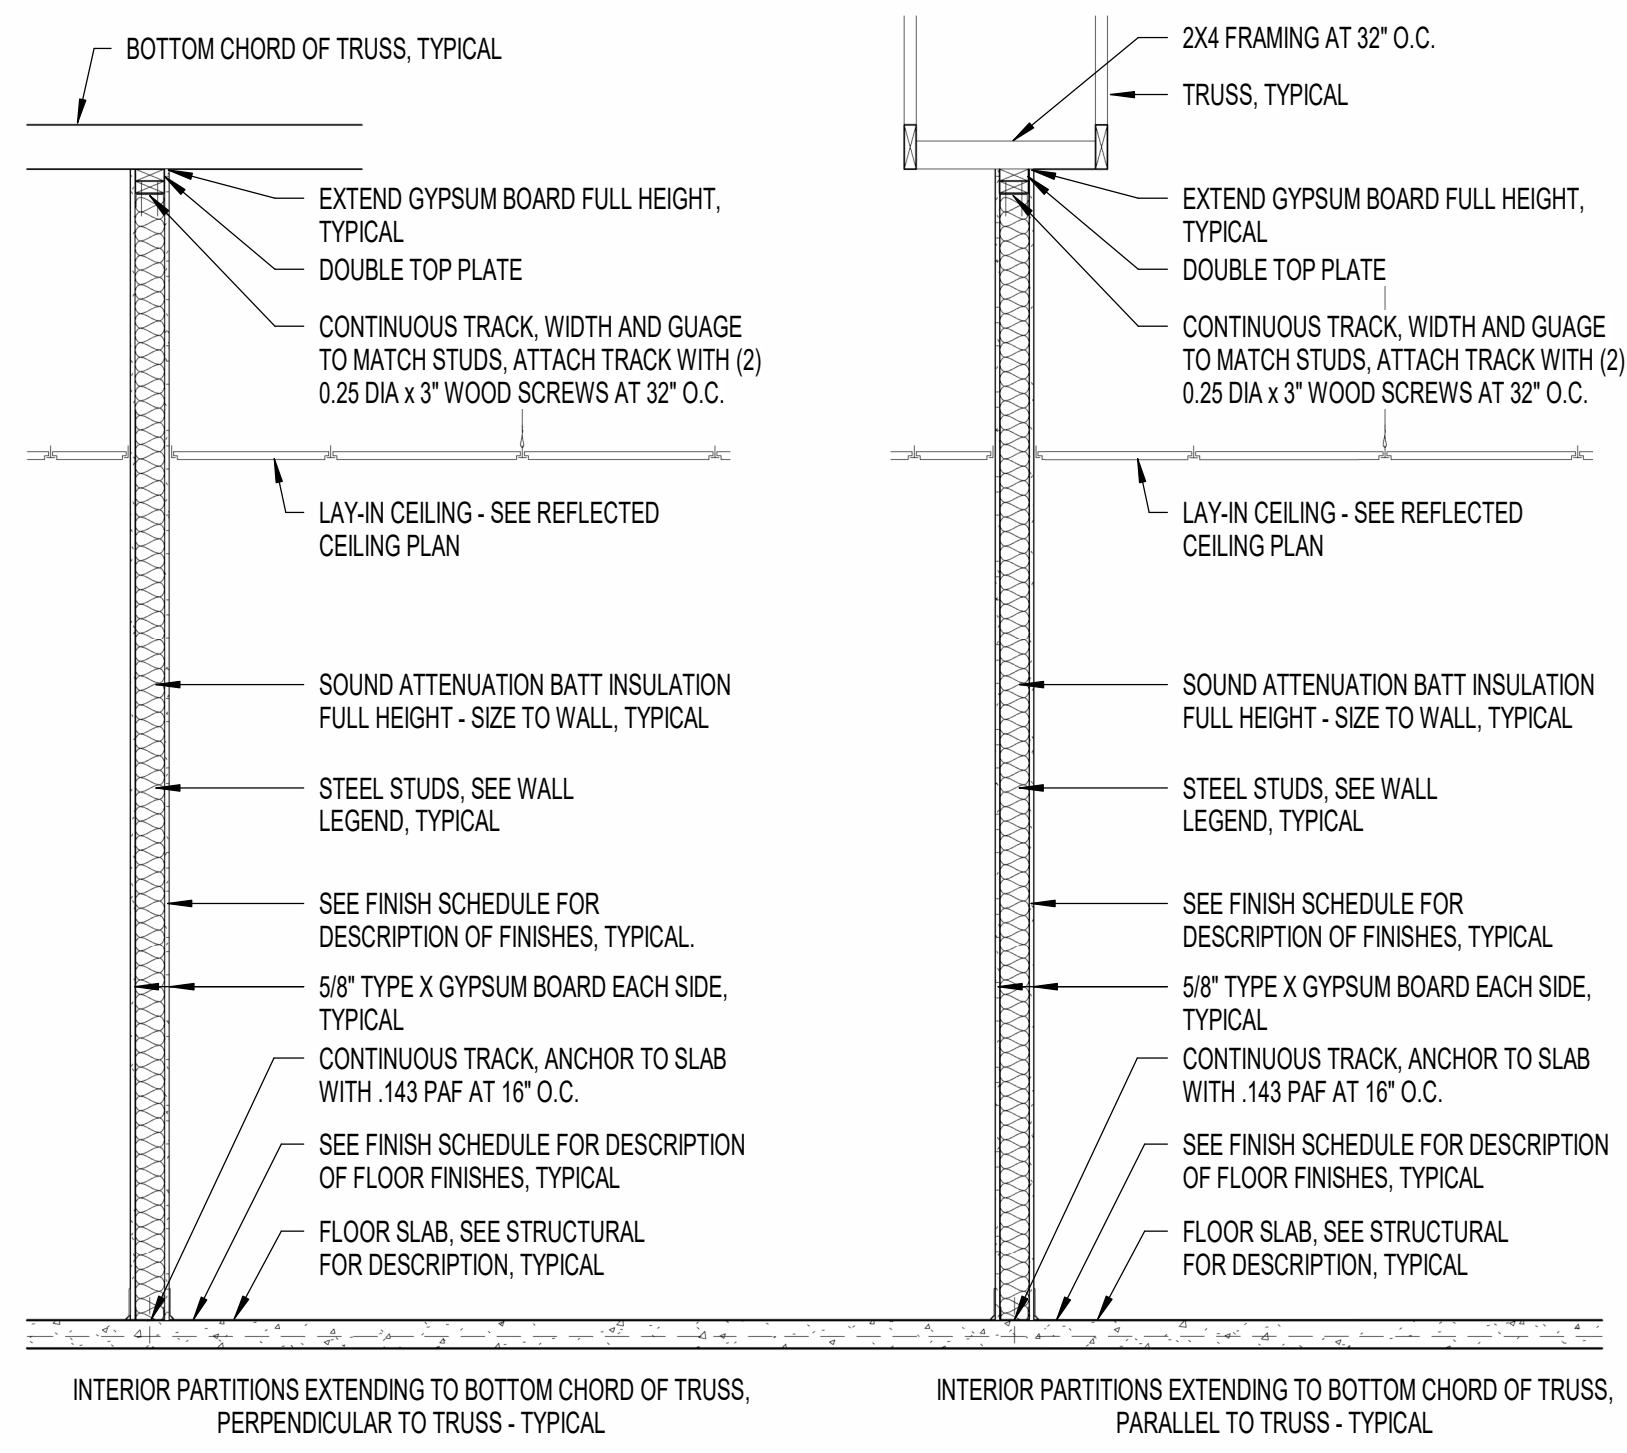 BOTTOM CHORD OF TRUSS, TYPICAL
EXTEND GYPSUM BOARD FULL HEIGHT,
TYPICAL
DOUBLE TOP PLATE
CONTINUOUS TRACK, WIDTH AND GUAGE
TO MATCH STUDS, ATTACH TRACK WITH (2)
0.25 DIA x 3" WOOD SCREWS AT 32" O.C.
LAY-IN CEILING - SEE REFLECTED
CEILING PLAN
SOUND ATTENUATION BATT INSULATION
FULL HEIGHT - SIZE TO WALL, TYPICAL
STEEL STUDS, SEE WALL
LEGEND, TYPICAL
SEE FINISH SCHEDULE FOR
DESCRIPTION OF FINISHES, TYPICAL.
5/8" TYPE X GYPSUM BOARD EACH SIDE,
TYPICAL
CONTINUOUS TRACK, ANCHOR TO SLAB
WITH .143 PAF AT 16" O.C.
SEE FINISH SCHEDULE FOR DESCRIPTION
OF FLOOR FINISHES, TYPICAL
FLOOR SLAB, SEE STRUCTURAL
FOR DESCRIPTION, TYPICAL
INTERIOR PARTITIONS EXTENDING TO BOTTOM CHORD OF TRUSS,
PERPENDICULAR TO TRUSS - TYPICAL
2X4 FRAMING AT 32" O.C.
TRUSS, TYPICAL
EXTEND GYPSUM BOARD FULL HEIGHT,
TYPICAL
DOUBLE TOP PLATE
CONTINUOUS TRACK, WIDTH AND GUAGE
TO MATCH STUDS, ATTACH TRACK WITH (2)
0.25 DIA x 3" WOOD SCREWS AT 32" O.C.
LAY-IN CEILING - SEE REFLECTED
CEILING PLAN
SOUND ATTENUATION BATT INSULATION
FULL HEIGHT - SIZE TO WALL, TYPICAL
STEEL STUDS, SEE WALL
LEGEND, TYPICAL
SEE FINISH SCHEDULE FOR
DESCRIPTION OF FINISHES, TYPICAL
5/8" TYPE X GYPSUM BOARD EACH SIDE,
TYPICAL
CONTINUOUS TRACK, ANCHOR TO SLAB
WITH .143 PAF AT 16" O.C.
SEE FINISH SCHEDULE FOR DESCRIPTION
OF FLOOR FINISHES, TYPICAL
FLOOR SLAB, SEE STRUCTURAL
FOR DESCRIPTION, TYPICAL
INTERIOR PARTITIONS EXTENDING TO BOTTOM CHORD OF TRUSS,
PARALLEL TO TRUSS - TYPICAL